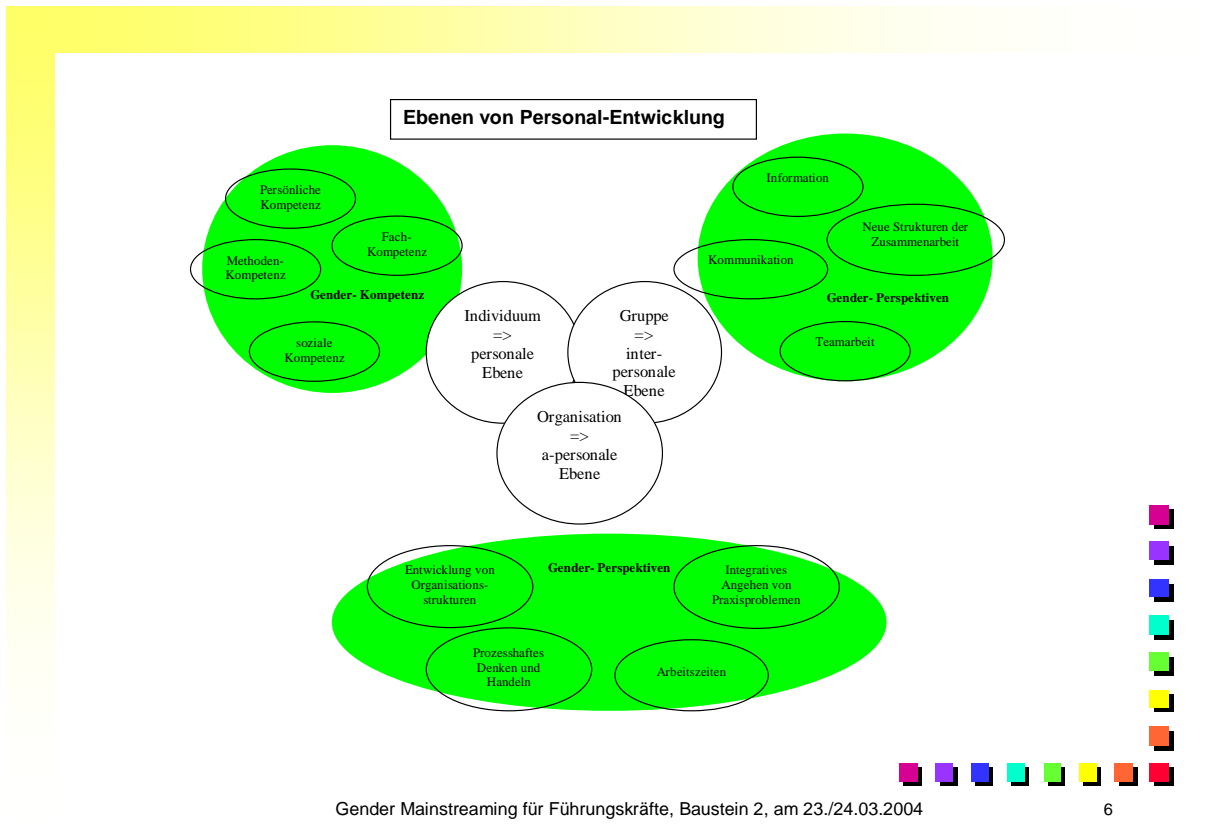 Ebenen von Personal-Entwicklung
Persönliche
Kompetenz
Fach-
Kompetenz
Methoden-
Kompetenz
Gender- Kompetenz
soziale
Kompetenz
Information
Neue Strukturen der
Zusammenarbeit
Kommunikation
Gender- Perspektiven
Teamarbeit
Individuum
=>
personale
Ebene
Gruppe
=>
inter-
personale
Ebene
Organisation
=>
a-personale
Ebene
Entwicklung von
Organisations-
strukturen
Gender- Perspektiven
Integratives
Angehen von
Praxisproblemen
Prozesshaftes
Denken und
Handeln
Arbeitszeiten
Gender Mainstreaming für Führungskräfte, Baustein 2, am 23./24.03.2004
6